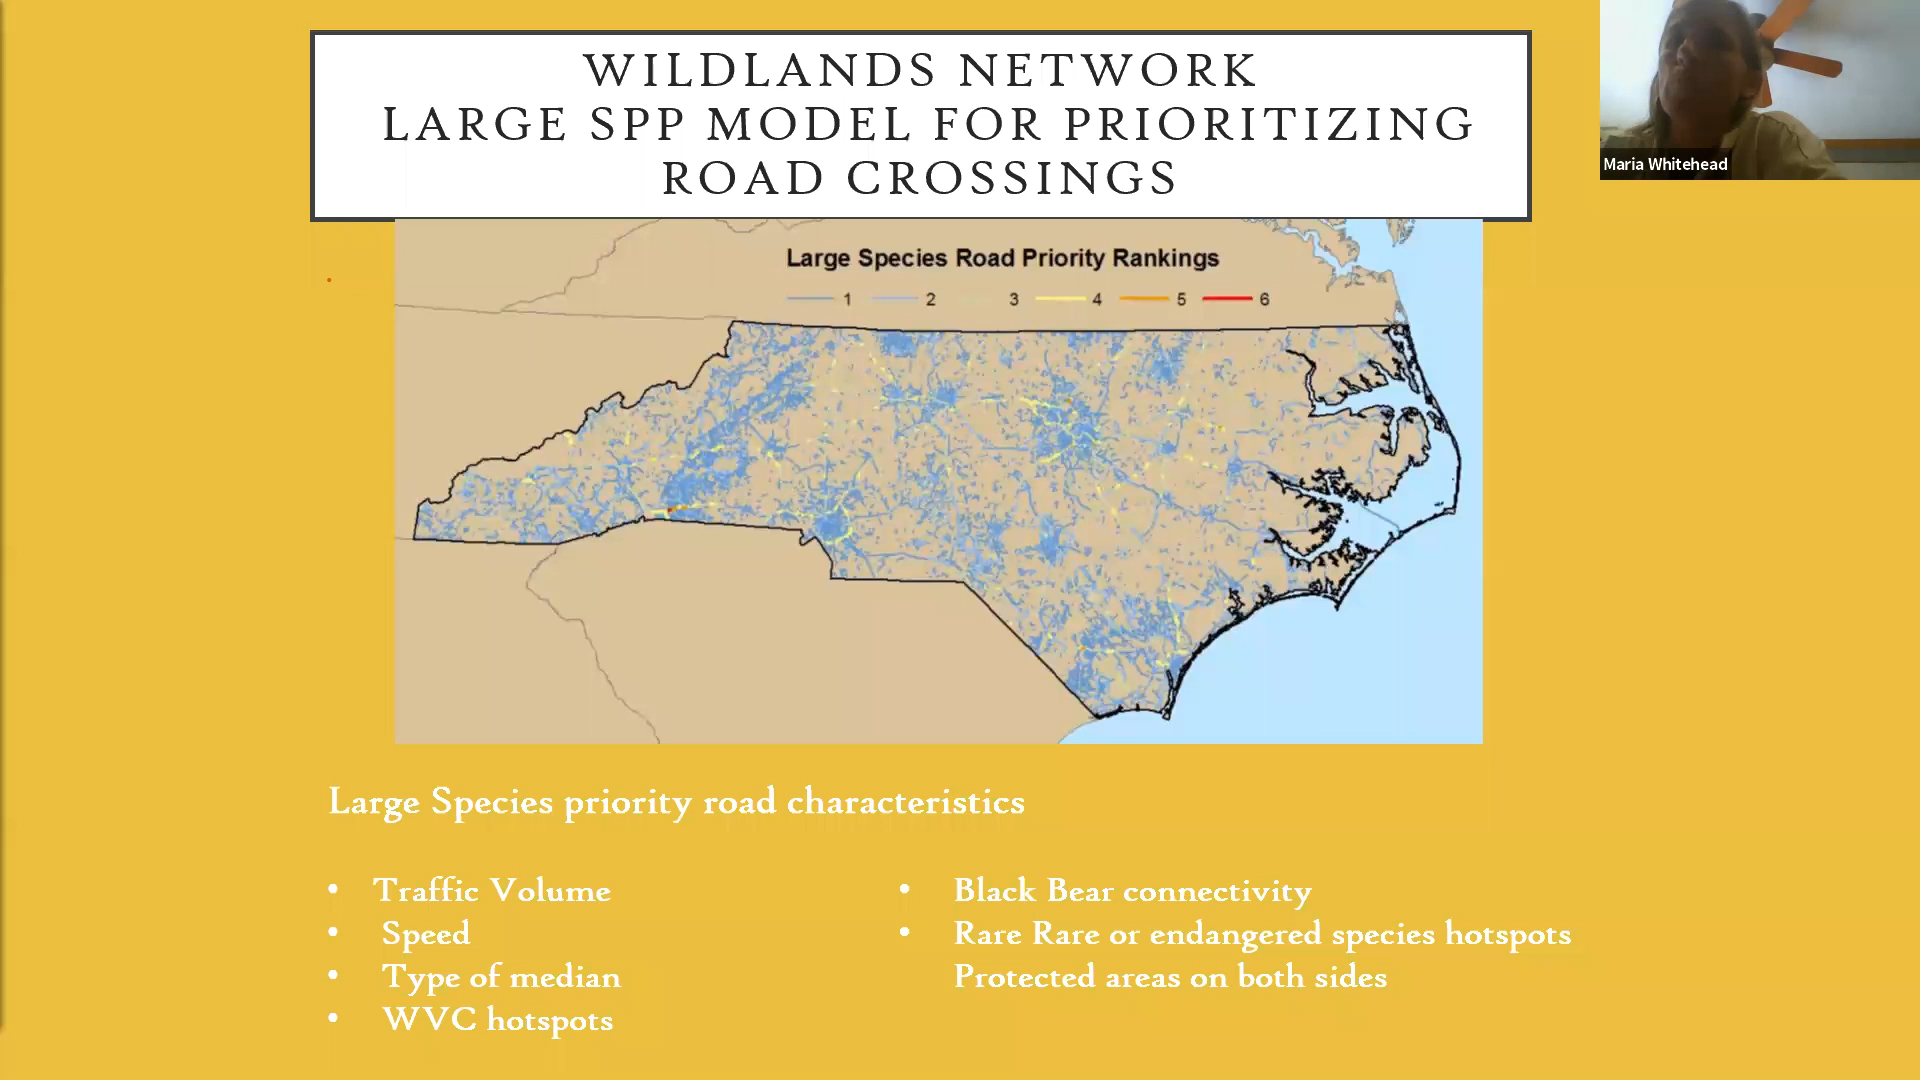 WILDLANDS NETWORK
LARGE SPP MODEL FOR PRIORITIZING
ROAD CROSSINGS
Maria Whitehead
Large Species Road Priority Rankings
1 2 3 4 5 6
Large Species priority road characteristics
• Traffic Volume
• Speed
• Type of median
• WVC hotspots
• Black Bear connectivity
• Rare Rare or endangered species hotspots
Protected areas on both sides